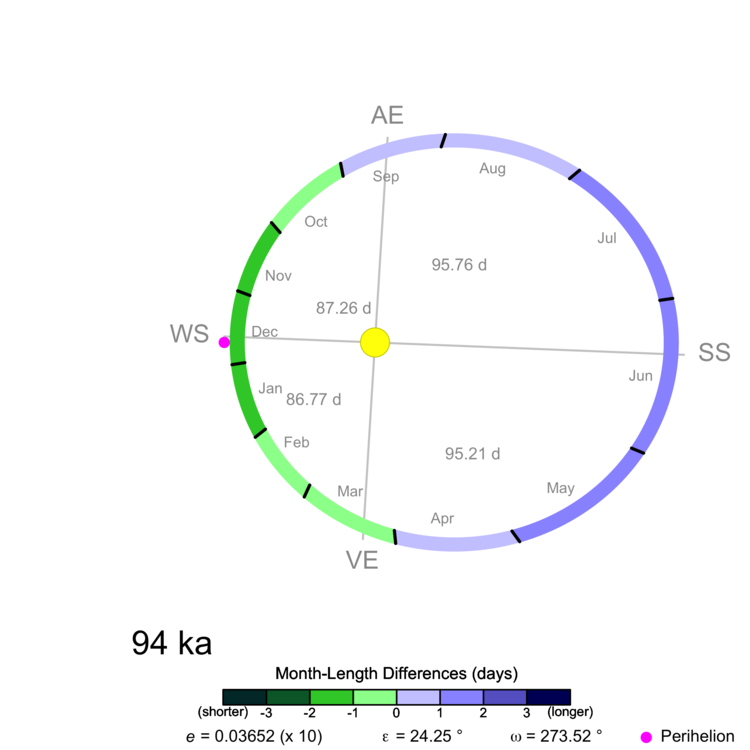 AE
Sep
Aug
Oct
Jul
95.76 d
Nov
87.26 d
WS
Dec
SS
Jun
Jan
86.77 d
Feb
95.21 d
Mar
May
Apr
VE
94 ka
Month-Length Differences (days)
(shorter) -3 -2 -1 0 1 2 3 (longer)
e = 0.03652 (x 10) ε = 24.25 ° ω = 273.52 ° Perihelion